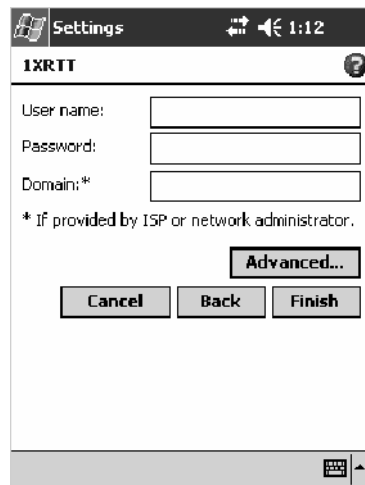 Settings 1:12
1XRTT
User name:
Password:
Domain:*
* If provided by ISP or network administrator.
Advanced...
Cancel Back Finish